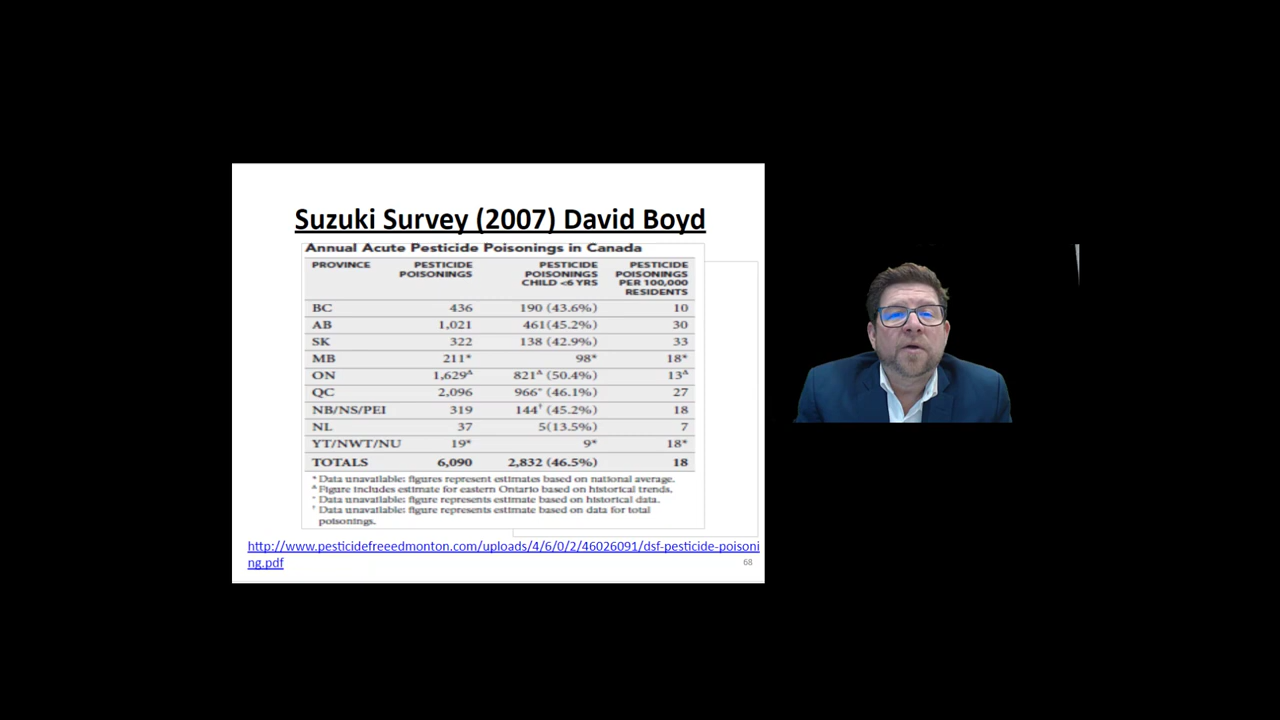 Suzuki Survey (2007) David Boyd
Annual Acute Pesticide Poisonings in Canada
PROVINCE PESTICIDE POISONINGS PESTICIDE POISONINGS CHILD <6 YRS PESTICIDE POISONINGS PER 100,000 RESIDENTS
BC 436 190 (43.6%) 10
AB 1,021 461(45.2%) 30
SK 322 138 (42.9%) 33
MB 211* 98* 18*
ON 1,629Δ 821Δ (50.4%) 13Δ
QC 2,096 966+ (46.1%) 27
NB/NS/PEI 319 144† (45.2%) 18
NL 37 5(13.5%) 7
YT/NWT/NU 19* 9* 18*
TOTALS 6,090 2,832 (46.5%) 18
* Data unavailable; figures represent estimates based on national average.
Δ Figure includes estimate for eastern Ontario based on historical trends.
+ Data unavailable; figure represents estimate based on historical data.
† Data unavailable; figure represents estimate based on data for total
poisonings.
http://www.pesticidefreeedmonton.com/uploads/4/6/0/2/46026091/dsf-pesticide-poisoni
ng.pdf
68